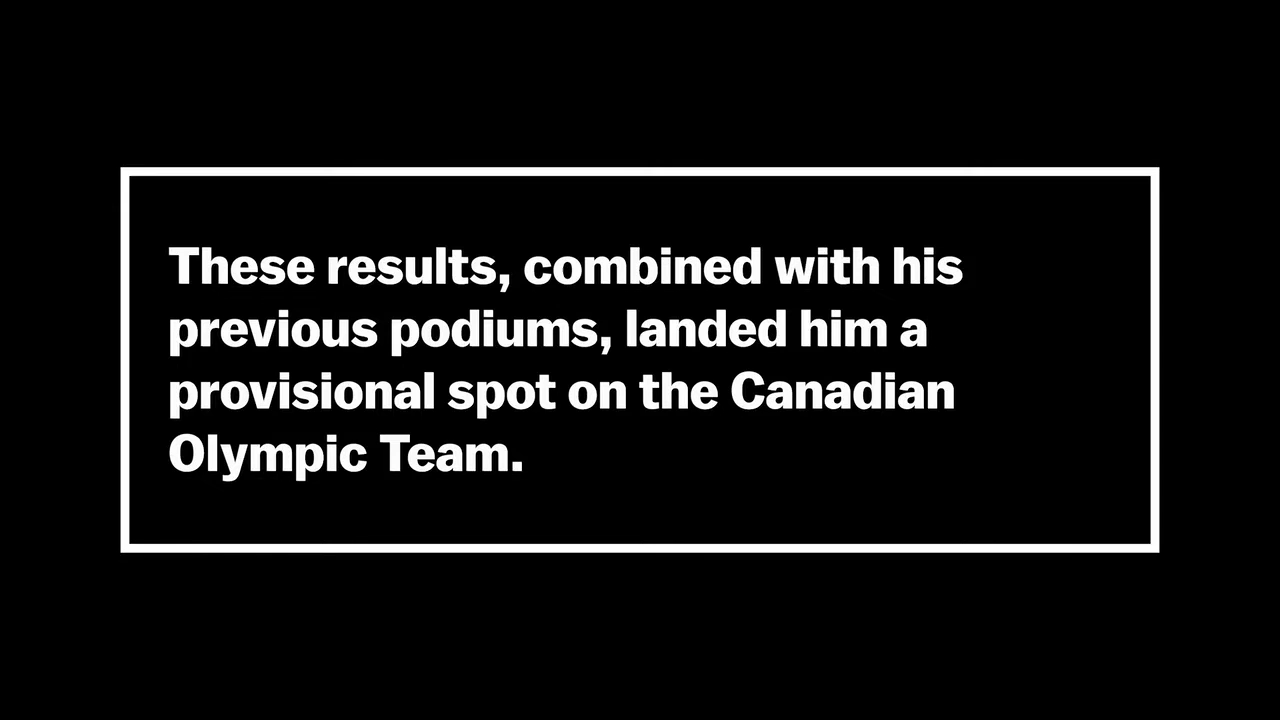 These results, combined with his
previous podiums, landed him a
provisional spot on the Canadian
Olympic Team.